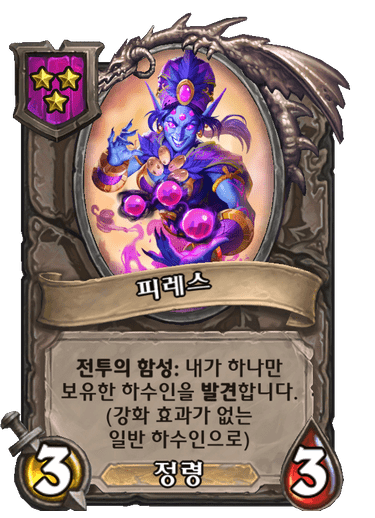 피레스
전투의 함성: 내가 하나만
보유한 하수인을 발견합니다.
(강화 효과가 없는
일반 하수인으로)
3
정령
3